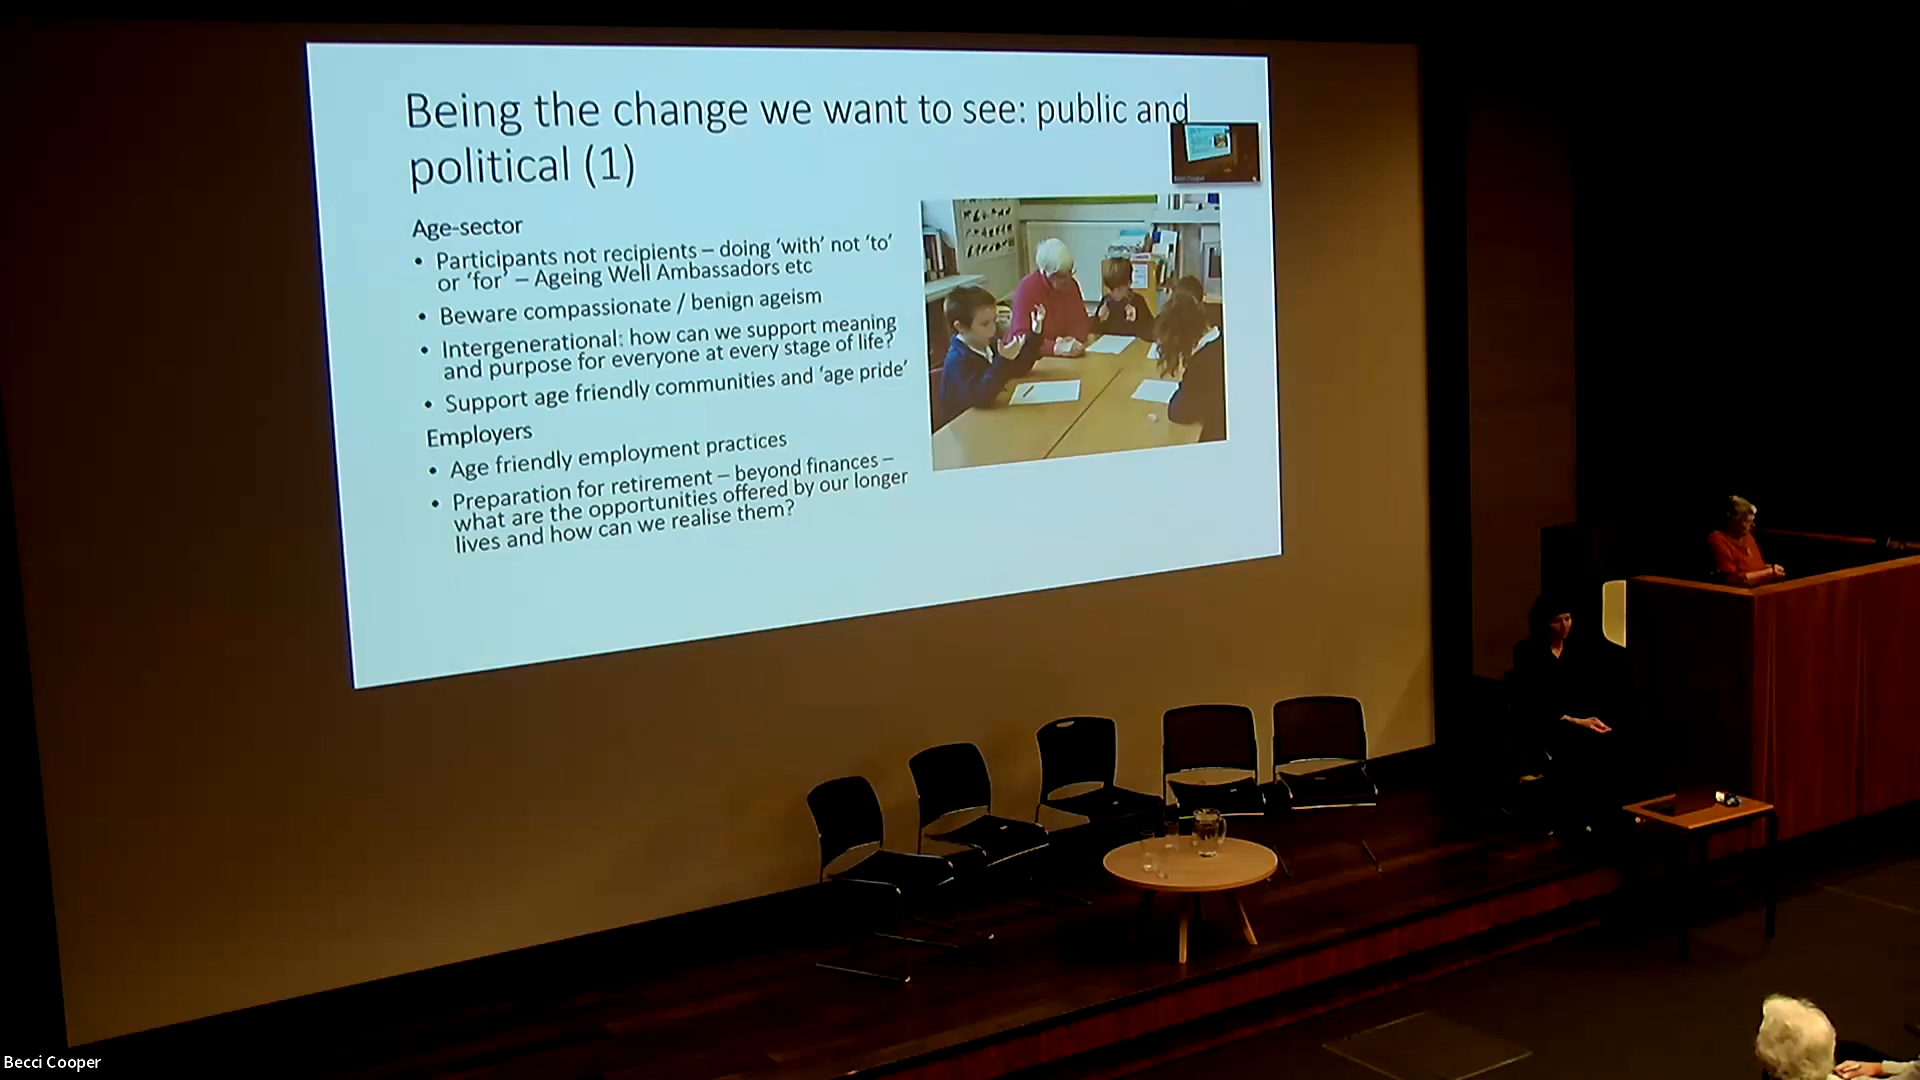 Being the change we want to see: public and
political (1)
Age-sector
• Participants not recipients – doing ‘with’ not ‘to’
or ‘for’ – Ageing Well Ambassadors etc
• Beware compassionate / benign ageism
• Intergenerational: how can we support meaning
and purpose for everyone at every stage of life?
• Support age friendly communities and ‘age pride’
Employers
• Age friendly employment practices
• Preparation for retirement – beyond finances –
what are the opportunities offered by our longer
lives and how can we realise them?
Becci Cooper